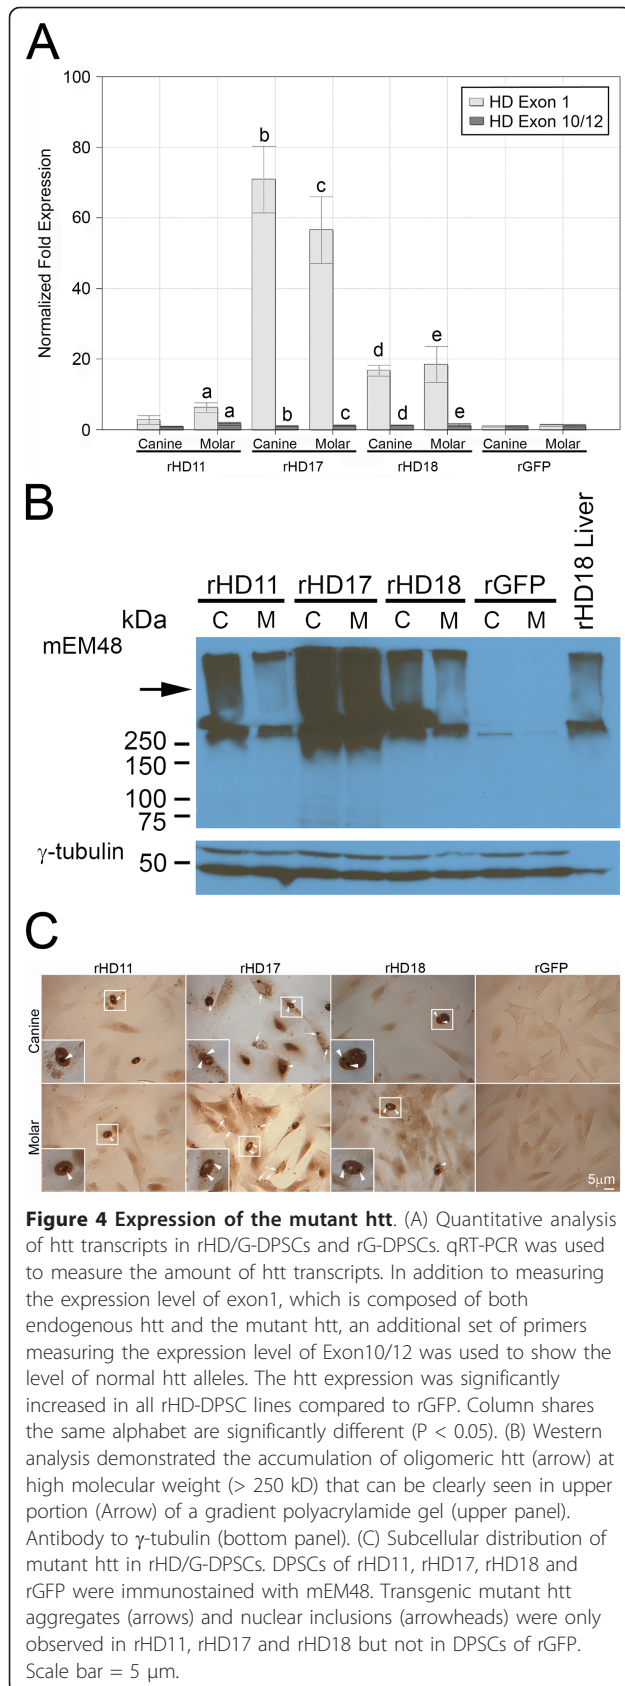 A
100
80
60
40
20
0
Normalized Fold Expression
HD Exon 1
HD Exon 10/12
a
a
b
b
c
c
d
d
e
e
Canine Molar Canine Molar Canine Molar Canine Molar
rHD11 rHD17 rHD18 rGFP
B
rHD11 rHD17 rHD18 rGFP rHD18 Liver
kDa C M C M C M C M
mEM48
250
150
100
75
γ-tubulin 50
C
rHD11 rHD17 rHD18 rGFP
Canine
Molar
5μm
Figure 4 Expression of the mutant htt. (A) Quantitative analysis
of htt transcripts in rHD/G-DPSCs and rG-DPSCs. qRT-PCR was used
to measure the amount of htt transcripts. In addition to measuring
the expression level of exon1, which is composed of both
endogenous htt and the mutant htt, an additional set of primers
measuring the expression level of Exon10/12 was used to show the
level of normal htt alleles. The htt expression was significantly
increased in all rHD-DPSC lines compared to rGFP. Column shares
the same alphabet are significantly different (P < 0.05). (B) Western
analysis demonstrated the accumulation of oligomeric htt (arrow) at
high molecular weight (> 250 kD) that can be clearly seen in upper
portion (Arrow) of a gradient polyacrylamide gel (upper panel).
Antibody to γ-tubulin (bottom panel). (C) Subcellular distribution of
mutant htt in rHD/G-DPSCs. DPSCs of rHD11, rHD17, rHD18 and
rGFP were immunostained with mEM48. Transgenic mutant htt
aggregates (arrows) and nuclear inclusions (arrowheads) were only
observed in rHD11, rHD17 and rHD18 but not in DPSCs of rGFP.
Scale bar = 5 μm.